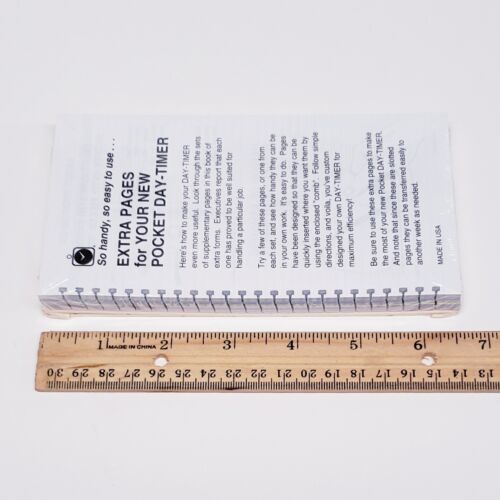 So handy, so easy to use . . .
EXTRA PAGES
for YOUR NEW
POCKET DAY-TIMER
Here's how to make your DAY-TIMER
even more useful. Look through the sets
of supplementary pages in this book of
extra forms. Executives report that each
one has proved to be well suited for
handling a particular job.
Try a few of these pages, or one from
each set, and see how handy they can be
in your own work. It's easy to do. Pages
have been designed so that they can be
quickly inserted where you want them by
using the enclosed "comb". Follow simple
directions, and voila, you've custom
designed your own DAY-TIMER for
maximum efficiency!
Be sure to use these extra pages to make
the most of your new Pocket DAY-TIMER.
And note that since these are slotted
pages they can be transferred easily to
another week as needed.
MADE IN USA
1 MADE IN CHINA 2 3 4 5 6 7
30 29 28 27 26 25 24 23 22 21 20 19 18 17 16 15 14 13